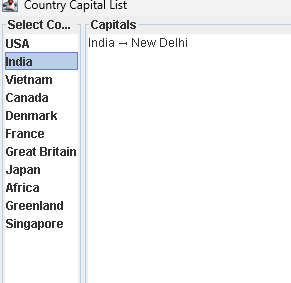 Country Capital List
Select Co...
Capitals
USA
India
Vietnam
Canada
Denmark
France
Great Britain
Japan
Africa
Greenland
Singapore
India → New Delhi